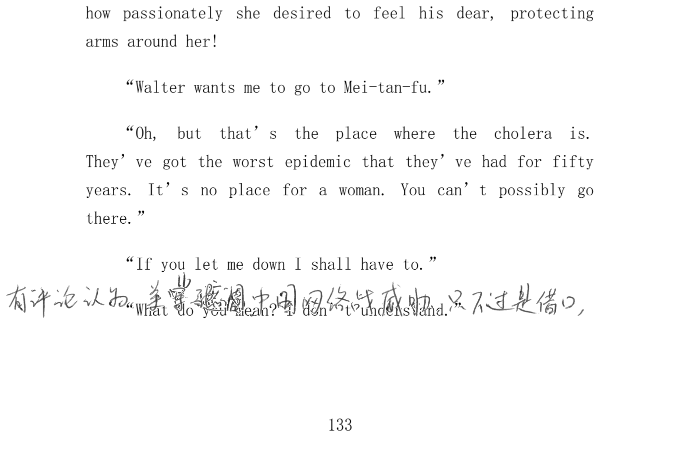 how passionately she desired to feel his dear, protecting
arms around her!
“Walter wants me to go to Mei-tan-fu.”
“Oh, but that’s the place where the cholera is.
They’ve got the worst epidemic that they’ve had for fifty
years. It’s no place for a woman. You can’t possibly go
there.”
“If you let me down I shall have to.”
有评论认为,美 中国网络战威胁 只不过是借口,
“What do you mean? I don’t understand.”
133